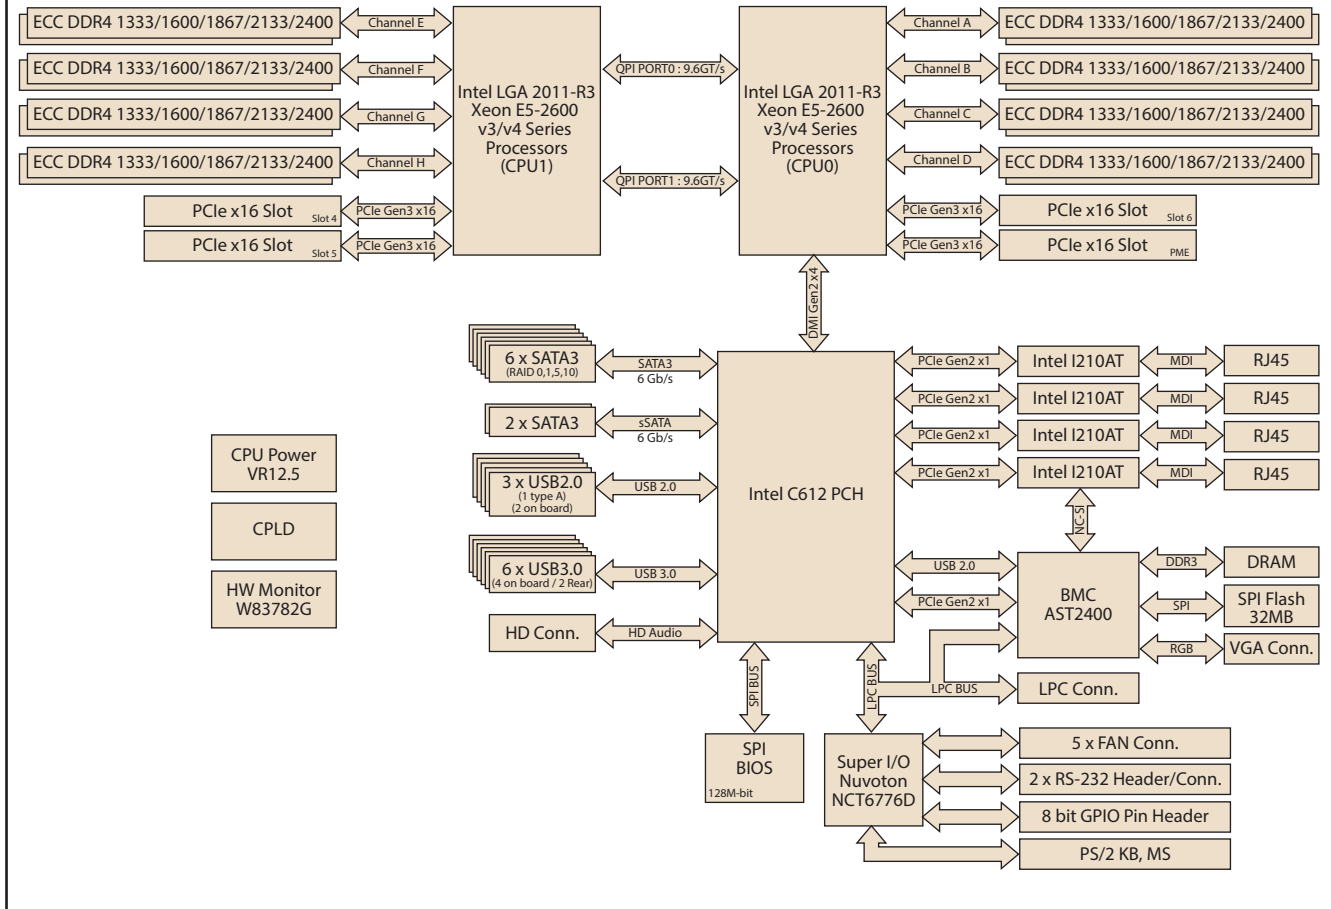 ECC DDR4 1333/1600/1867/2133/2400
Channel E
ECC DDR4 1333/1600/1867/2133/2400
Channel F
ECC DDR4 1333/1600/1867/2133/2400
Channel G
ECC DDR4 1333/1600/1867/2133/2400
Channel H
PCIe x16 Slot
Slot 4
PCIe Gen3 x16
PCIe x16 Slot
Slot 5
PCIe Gen3 x16
Intel LGA 2011-R3
Xeon E5-2600
v3/v4 Series
Processors
(CPU1)
QPI PORT0 : 9.6GT/s
QPI PORT1 : 9.6GT/s
Intel LGA 2011-R3
Xeon E5-2600
v3/v4 Series
Processors
(CPU0)
Channel A
ECC DDR4 1333/1600/1867/2133/2400
Channel B
ECC DDR4 1333/1600/1867/2133/2400
Channel C
ECC DDR4 1333/1600/1867/2133/2400
Channel D
ECC DDR4 1333/1600/1867/2133/2400
PCIe Gen3 x16
PCIe x16 Slot
Slot 6
PCIe Gen3 x16
PCIe x16 Slot
PME
DMI Gen2 x4
6 x SATA3
(RAID 0,1,5,10)
SATA3
6 Gb/s
2 x SATA3
sSATA
6 Gb/s
3 x USB2.0
(1 type A)
(2 on board)
USB 2.0
6 x USB3.0
(4 on board / 2 Rear)
USB 3.0
HD Conn.
HD Audio
CPU Power
VR12.5
CPLD
HW Monitor
W83782G
Intel C612 PCH
PCIe Gen2 x1
Intel I210AT
MDI
RJ45
PCIe Gen2 x1
Intel I210AT
MDI
RJ45
PCIe Gen2 x1
Intel I210AT
MDI
RJ45
PCIe Gen2 x1
Intel I210AT
MDI
RJ45
NC-SI
USB 2.0
PCIe Gen2 x1
BMC
AST2400
DDR3
DRAM
SPI
SPI Flash
32MB
RGB
VGA Conn.
SPI BUS
LPC BUS
LPC BUS
LPC Conn.
SPI
BIOS
128M-bit
Super I/O
Nuvoton
NCT6776D
5 x FAN Conn.
2 x RS-232 Header/Conn.
8 bit GPIO Pin Header
PS/2 KB, MS